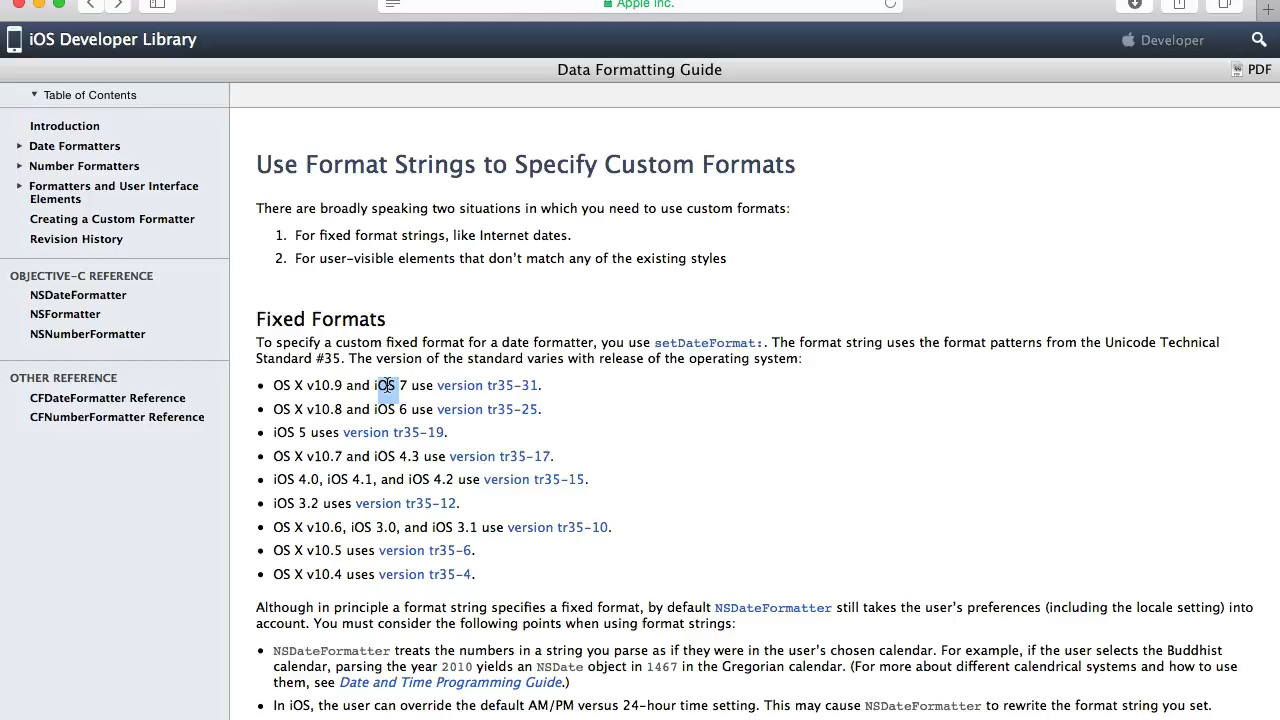 Apple Inc.
iOS Developer Library
Developer
Data Formatting Guide
PDF
Table of Contents
Introduction
Date Formatters
Number Formatters
Formatters and User Interface
Elements
Creating a Custom Formatter
Revision History
OBJECTIVE-C REFERENCE
NSDateFormatter
NSFormatter
NSNumberFormatter
OTHER REFERENCE
CFDateFormatter Reference
CFNumberFormatter Reference
Use Format Strings to Specify Custom Formats
There are broadly speaking two situations in which you need to use custom formats:
1. For fixed format strings, like Internet dates.
2. For user-visible elements that don't match any of the existing styles
Fixed Formats
To specify a custom fixed format for a date formatter, you use setDateFormat:. The format string uses the format patterns from the Unicode Technical
Standard #35. The version of the standard varies with release of the operating system:
• OS X v10.9 and iOS 7 use version tr35-31.
• OS X v10.8 and iOS 6 use version tr35-25.
• iOS 5 uses version tr35-19.
• OS X v10.7 and iOS 4.3 use version tr35-17.
• iOS 4.0, iOS 4.1, and iOS 4.2 use version tr35-15.
• iOS 3.2 uses version tr35-12.
• OS X v10.6, iOS 3.0, and iOS 3.1 use version tr35-10.
• OS X v10.5 uses version tr35-6.
• OS X v10.4 uses version tr35-4.
Although in principle a format string specifies a fixed format, by default NSDateFormatter still takes the user's preferences (including the locale setting) into
account. You must consider the following points when using format strings:
• NSDateFormatter treats the numbers in a string you parse as if they were in the user's chosen calendar. For example, if the user selects the Buddhist
calendar, parsing the year 2010 yields an NSDate object in 1467 in the Gregorian calendar. (For more about different calendrical systems and how to use
them, see Date and Time Programming Guide.)
• In iOS, the user can override the default AM/PM versus 24-hour time setting. This may cause NSDateFormatter to rewrite the format string you set.